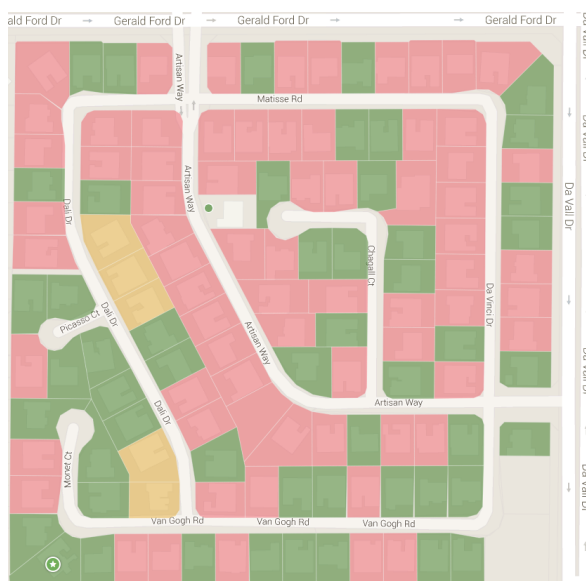 ald Ford Dr
Gerald Ford Dr
Gerald Ford Dr
Gerald Ford Dr
Artisan Way
Matisse Rd
Artisan Way
Dali Dr
Da Vall Dr
Chagall Ct
Da Vinci Dr
Picasso Ct
Dali Dr
Artisan Way
Dali Dr
Artisan Way
Monet Ct
Van Gogh Rd
Van Gogh Rd
Van Gogh Rd